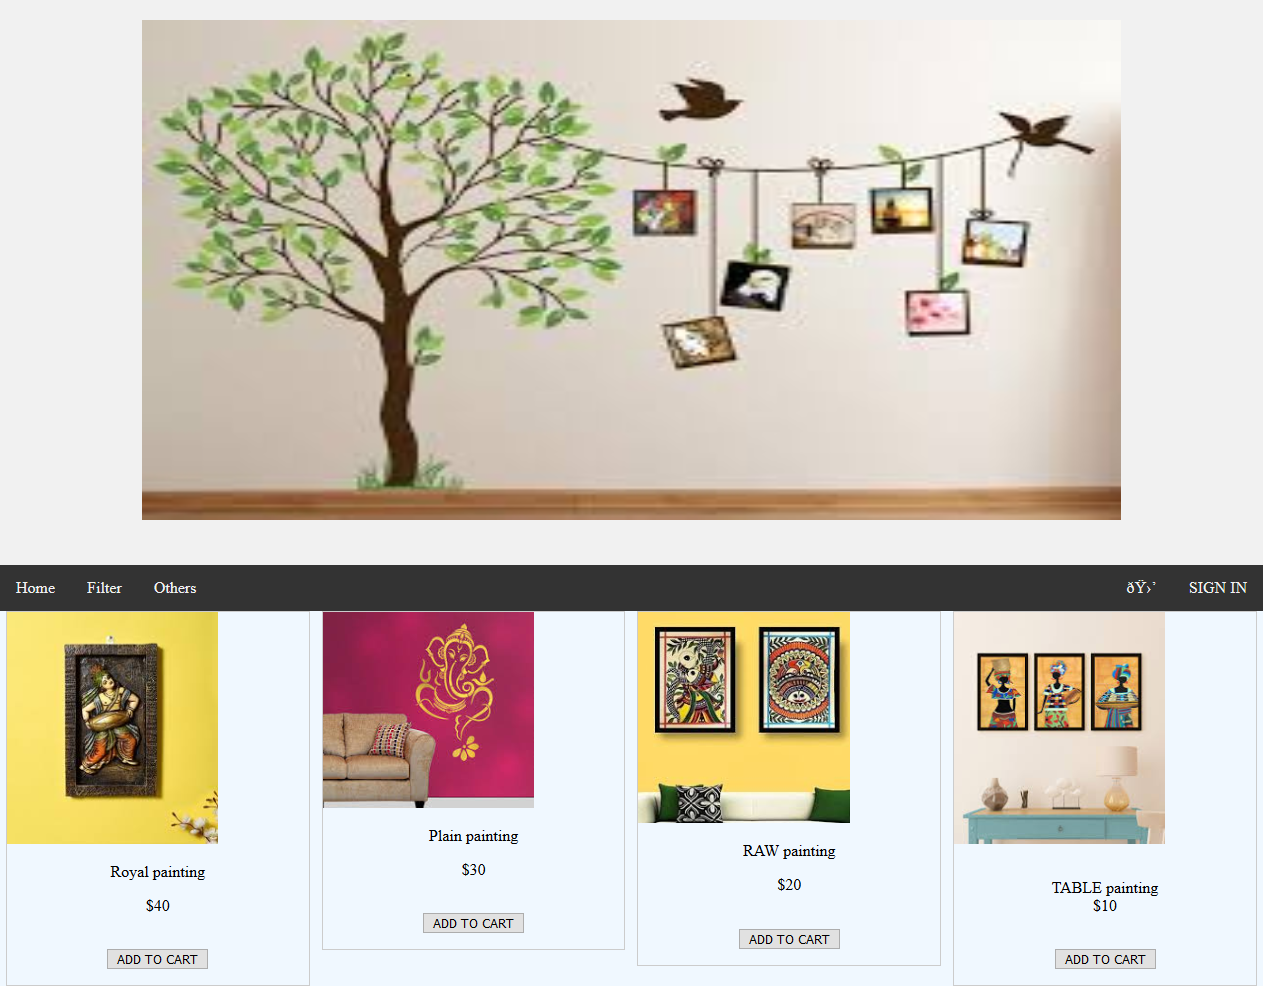 Home Filter Others ðŸ›’ SIGN IN
Royal painting
$40
ADD TO CART
Plain painting
$30
ADD TO CART
RAW painting
$20
ADD TO CART
TABLE painting
$10
ADD TO CART